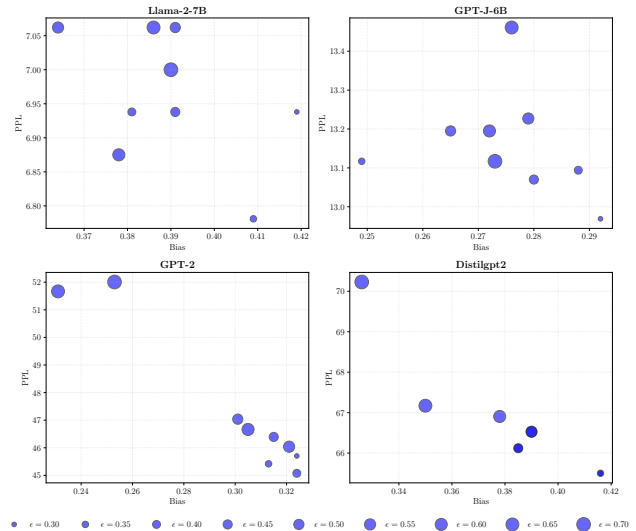 Llama-2-7B
GPT-J-6B
7.05
7.00
6.95
6.90
6.85
6.80
PPL
0.37 0.38 0.39 0.40 0.41 0.42
Bias
13.4
13.3
13.2
13.1
13.0
PPL
0.25 0.26 0.27 0.28 0.29
Bias
GPT-2
Distilgpt2
52
51
50
49
48
47
46
45
PPL
0.24 0.26 0.28 0.30 0.32
Bias
70
69
68
67
66
PPL
0.34 0.36 0.38 0.40 0.42
Bias
ϵ = 0.30 ϵ = 0.35 ϵ = 0.40 ϵ = 0.45 ϵ = 0.50 ϵ = 0.55 ϵ = 0.60 ϵ = 0.65 ϵ = 0.70